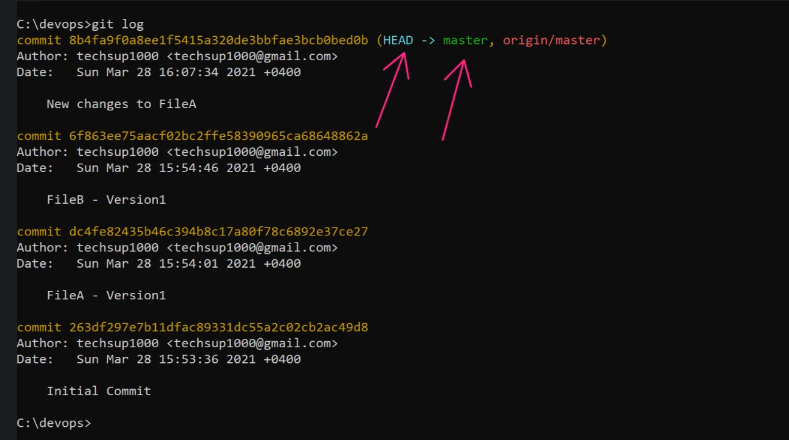 C:\devops>git log
commit 8b4fa9f0a8ee1f5415a320de3bbfae3bcb0bed0b (HEAD -> master, origin/master)
Author: techsup1000 <techsup1000@gmail.com>
Date:   Sun Mar 28 16:07:34 2021 +0400
New changes to FileA
commit 6f863ee75aacf02bc2ffe58390965ca68648862a
Author: techsup1000 <techsup1000@gmail.com>
Date:   Sun Mar 28 15:54:46 2021 +0400
FileB - Version1
commit dc4fe82435b46c394b8c17a80f78c6892e37ce27
Author: techsup1000 <techsup1000@gmail.com>
Date:   Sun Mar 28 15:54:01 2021 +0400
FileA - Version1
commit 263df297e7b11dfac89331dc55a2c02cb2ac49d8
Author: techsup1000 <techsup1000@gmail.com>
Date:   Sun Mar 28 15:53:36 2021 +0400
Initial Commit
C:\devops>